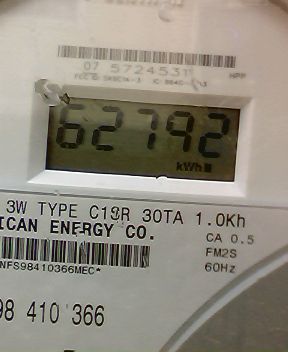 07 5724531
HPP
62792
kWh
3W TYPE C1SR 30TA 1.0Kh
ICAN ENERGY CO.
CA 0.5
FM2S
NFS98410366MEC*
60Hz
98 410 366